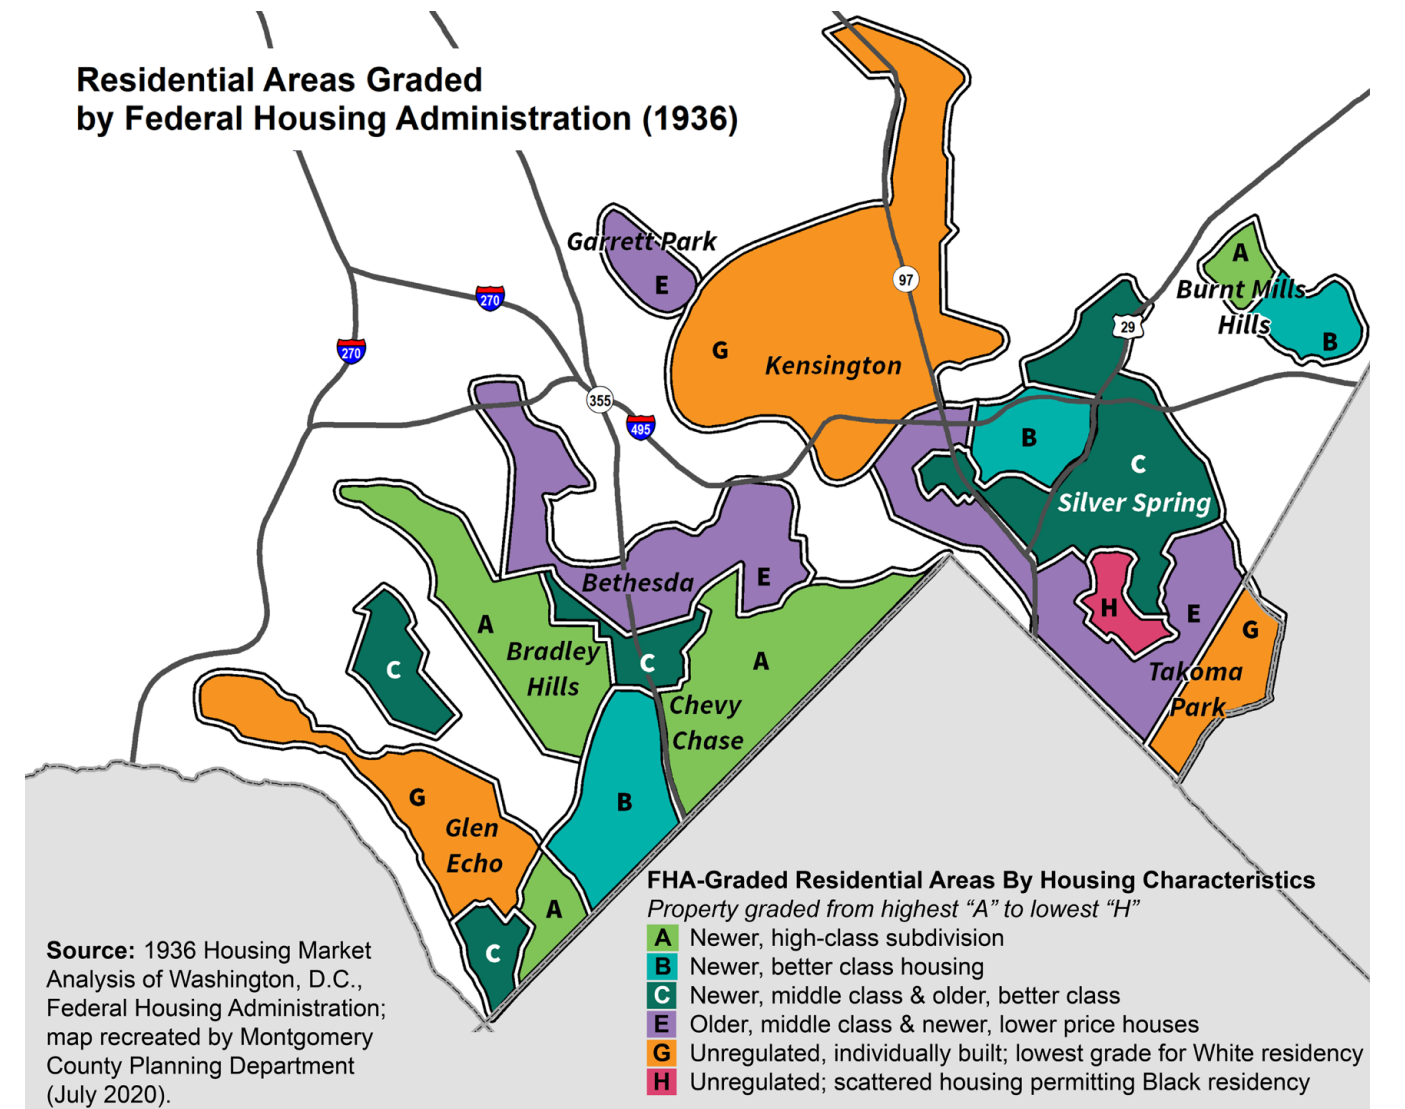 Residential Areas Graded
by Federal Housing Administration (1936)
Garrett Park
E
A
Burnt Mills
Hills
B
97
270
29
270
G
Kensington
355
495
B
C
Silver Spring
Bethesda
E
H
E
G
A
Bradley
Hills
C
A
C
Takoma
Park
Chevy
Chase
G
Glen
Echo
B
A
C
FHA-Graded Residential Areas By Housing Characteristics
Property graded from highest “A” to lowest “H”
A Newer, high-class subdivision
B Newer, better class housing
C Newer, middle class & older, better class
E Older, middle class & newer, lower price houses
G Unregulated, individually built; lowest grade for White residency
H Unregulated; scattered housing permitting Black residency
Source: 1936 Housing Market
Analysis of Washington, D.C.,
Federal Housing Administration;
map recreated by Montgomery
County Planning Department
(July 2020).